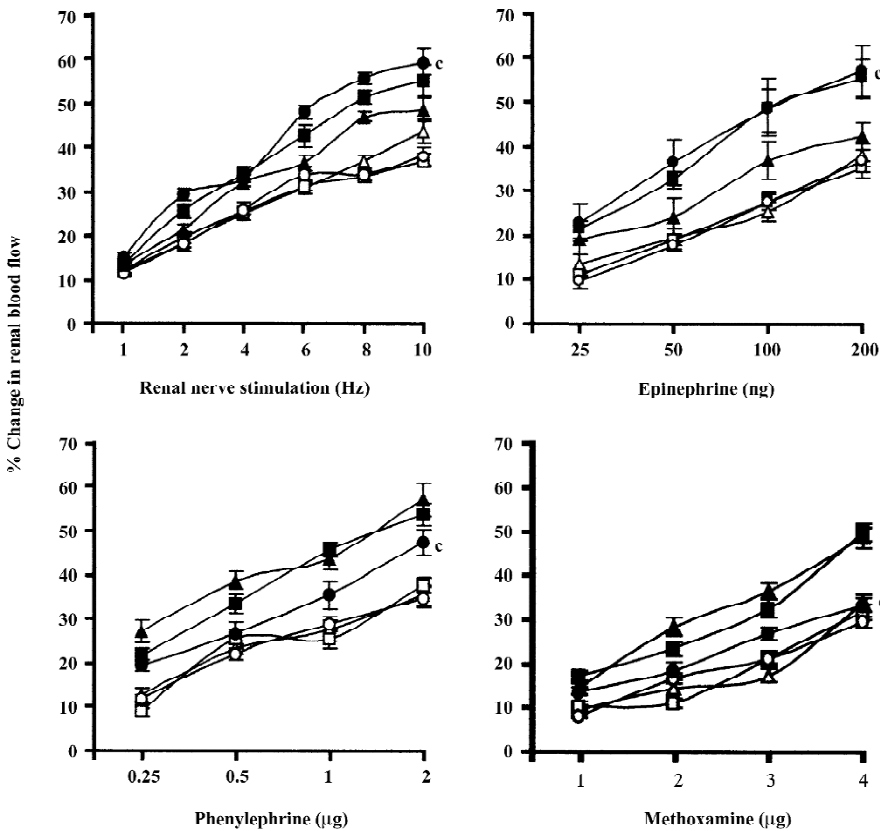 % Change in renal blood flow
70
60
50
40
30
20
10
0
c
1 2 4 6 8 10
Renal nerve stimulation (Hz)
70
60
50
40
30
20
10
0
c
25 50 100 200
Epinephrine (ng)
70
60
50
40
30
20
10
0
c
0.25 0.5 1 2
Phenylephrine (μg)
70
60
50
40
30
20
10
0
1 2 3 4
Methoxamine (μg)